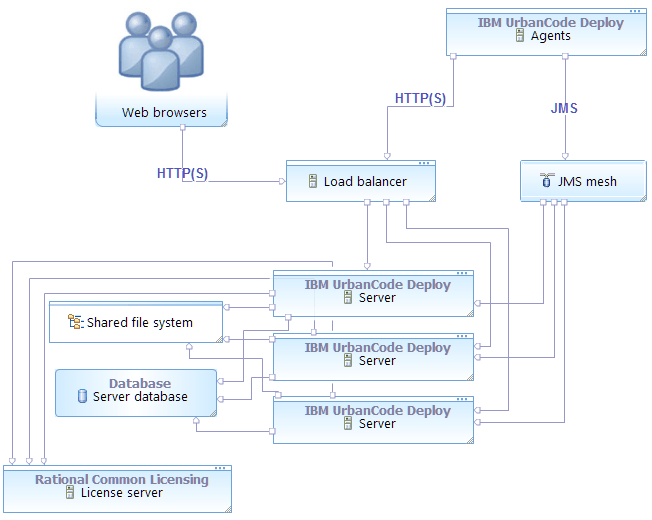 IBM UrbanCode Deploy
Agents
Web browsers
HTTP(S)
JMS
HTTP(S)
Load balancer
JMS mesh
IBM UrbanCode Deploy
Server
Shared file system
IBM UrbanCode Deploy
Server
Database
Server database
IBM UrbanCode Deploy
Server
Rational Common Licensing
License server